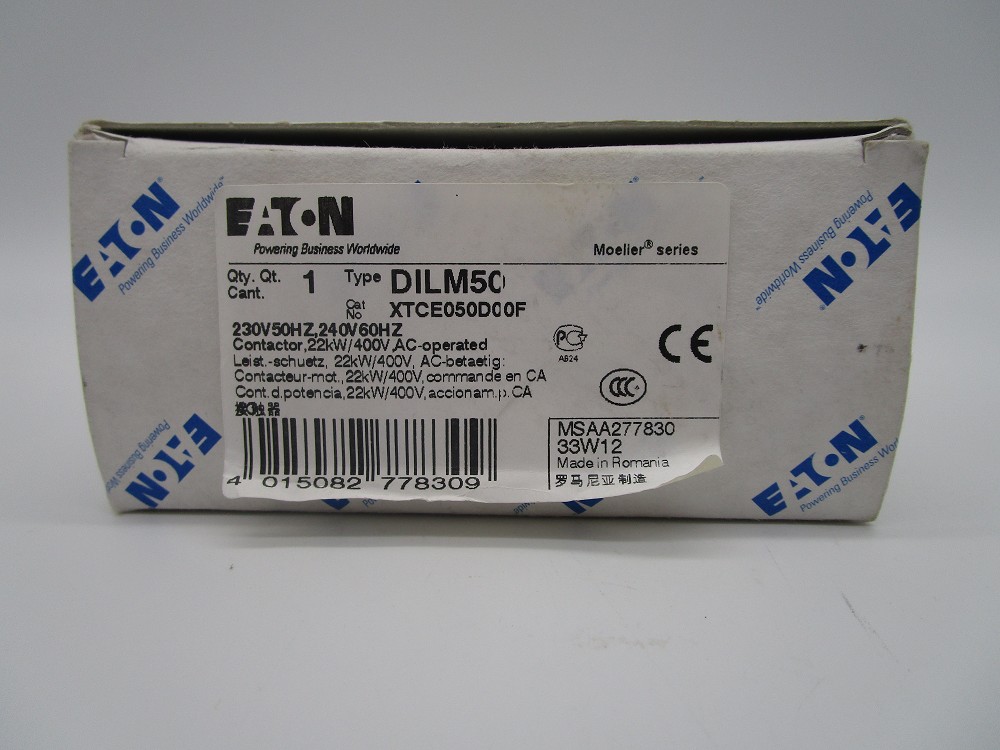 EATON
Powering Business Worldwide
Moeller® series
Qty. Qt. 1 Type DILM50
Cant.
Cat No XTCE050D00F
230V50HZ,240V60HZ
Contactor,22kW/400V,AC-operated
Leist.-schuetz, 22kW/400V, AC-betaetig:
Contacteur-mot.,22kW/400V,commande en CA
Cont.d.potencia,22kW/400V,accionam.p.CA
接触器
AB24
CE
CCC
MSAA277830
33W12
Made in Romania
罗马尼亚制造
4 015082 778309
EATON
Powering Business Worldwide
EATON
Powering Business Worldwide
EATON
EATON
Powering Business Worldwide